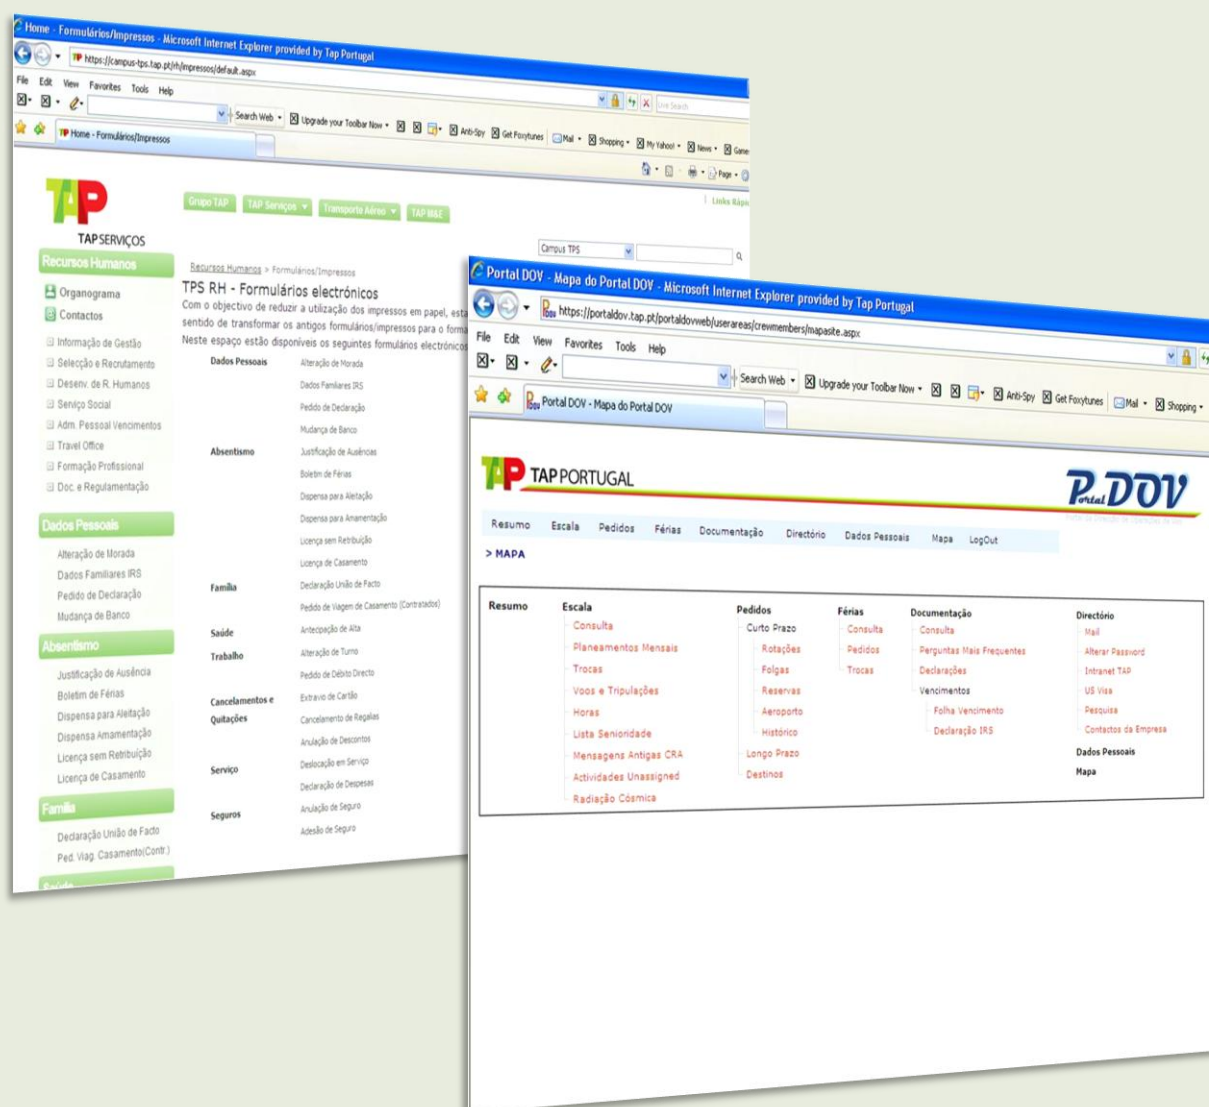 Home - Formulários/Impressos - Microsoft Internet Explorer provided by Tap Portugal
https://campus-tps.tap.pt/rh/impressos/default.aspx
Live Search
File Edit View Favorites Tools Help
Search Web Upgrade your Toolbar Now Anti-Spy Get Foxytunes Mail Shopping My Yahoo! News Games
Home - Formulários/Impressos
Page
TAP
TAP SERVIÇOS
Grupo TAP TAP Serviços Transporte Aéreo TAP M&E
Links Rápi
Campus TPS
Recursos Humanos
Organograma
Contactos
Informação de Gestão
Selecção e Recrutamento
Desenv. de R. Humanos
Serviço Social
Adm. Pessoal Vencimentos
Travel Office
Formação Profissional
Doc. e Regulamentação
Dados Pessoais
Alteração de Morada
Dados Familiares IRS
Pedido de Declaração
Mudança de Banco
Absentismo
Justificação de Ausência
Boletim de Férias
Dispensa para Aleitação
Dispensa Amamentação
Licença sem Retribuição
Licença de Casamento
Família
Declaração União de Facto
Ped. Viag. Casamento(Contr.)
Saúde
Recursos Humanos > Formulários/Impressos
TPS RH - Formulários electrónicos
Com o objectivo de reduzir a utilização dos impressos em papel, esta
sentido de transformar os antigos formulários/impressos para o forma
Neste espaço estão disponíveis os seguintes formulários electrónicos
Dados Pessoais Alteração de Morada
Dados Familiares IRS
Pedido de Declaração
Mudança de Banco
Absentismo Justificação de Ausências
Boletim de Férias
Dispensa para Aleitação
Dispensa para Amamentação
Licença sem Retribuição
Licença de Casamento
Família Declaração União de Facto
Pedido de Viagem de Casamento (Contratados)
Saúde Antecipação de Alta
Trabalho Alteração de Turno
Pedido de Débito Directo
Cancelamentos e Extravio de Cartão
Quitações Cancelamento de Regalias
Anulação de Descontos
Serviço Deslocação em Serviço
Declaração de Despesas
Seguros Anulação de Seguro
Adesão de Seguro
Portal DOV - Mapa do Portal DOV - Microsoft Internet Explorer provided by Tap Portugal
https://portaldov.tap.pt/portaldovweb/userareas/crewmembers/mapasite.aspx
File Edit View Favorites Tools Help
Search Web Upgrade your Toolbar Now Anti-Spy Get Foxytunes Mail Shopping
Portal DOV - Mapa do Portal DOV
TAP TAP PORTUGAL
Portal DOV
Resumo Escala Pedidos Férias Documentação Directório Dados Pessoais Mapa LogOut
> MAPA
Resumo Escala Pedidos Férias Documentação Directório
Consulta Curto Prazo Consulta Consulta Mail
Planeamentos Mensais Rotações Pedidos Perguntas Mais Frequentes Alterar Password
Trocas Folgas Trocas Declarações Intranet TAP
Voos e Tripulações Reservas Vencimentos US Visa
Horas Aeroporto Folha Vencimento Pesquisa
Lista Senioridade Histórico Declaração IRS Contactos da Empresa
Mensagens Antigas CRA Longo Prazo Dados Pessoais
Actividades Unassigned Destinos Mapa
Radiação Cósmica